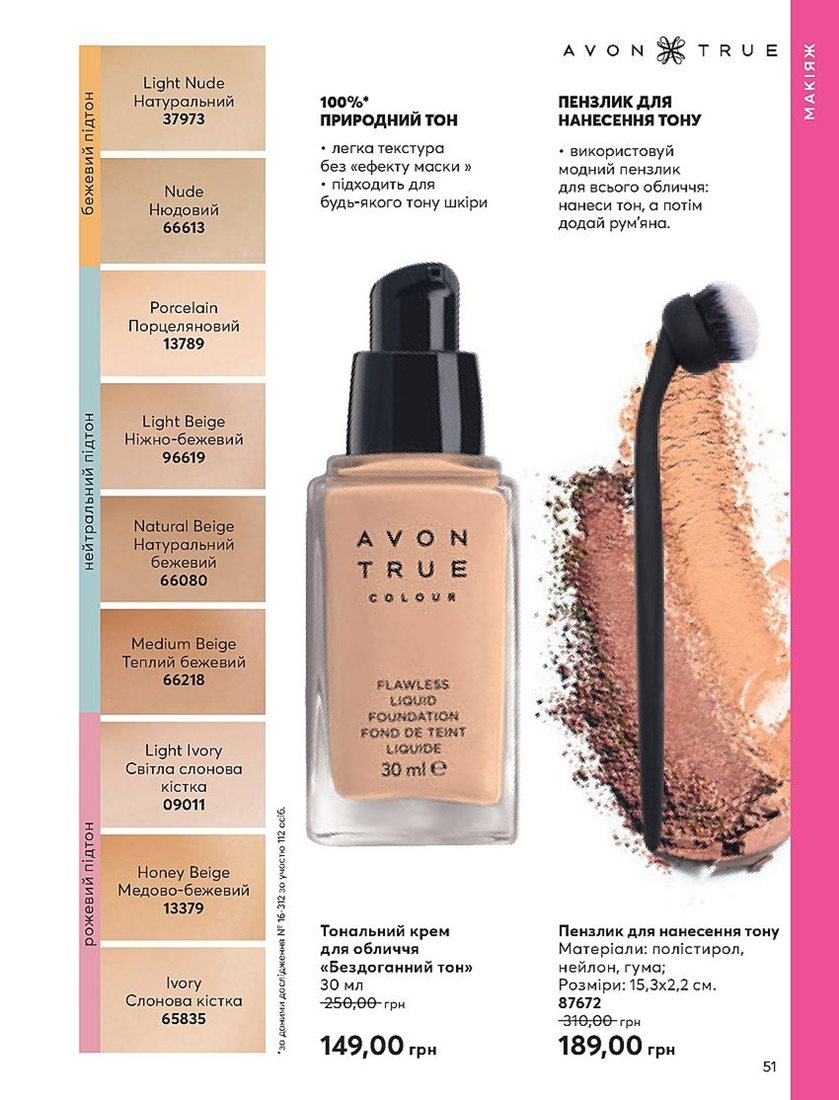 AVON TRUE
МАКІЯЖ
бежевий підтон
Light Nude
Натуральний
37973
Nude
Нюдовий
66613
нейтральний підтон
Porcelain
Порцеляновий
13789
Light Beige
Ніжно-бежевий
96619
Natural Beige
Натуральний
бежевий
66080
Medium Beige
Теплий бежевий
66218
рожевий підтон
Light Ivory
Світла слонова
кістка
09011
Honey Beige
Медово-бежевий
13379
Ivory
Слонова кістка
65835
*за даними дослідження № 16-312 за участю 112 осіб.
100%*
ПРИРОДНИЙ ТОН
• легка текстура
без «ефекту маски »
• підходить для
будь-якого тону шкіри
AVON
TRUE
COLOUR
FLAWLESS
LIQUID
FOUNDATION
FOND DE TEINT
LIQUIDE
30 ml e
Тональний крем
для обличчя
«Бездоганний тон»
30 мл
250,00 грн
149,00 грн
ПЕНЗЛИК ДЛЯ
НАНЕСЕННЯ ТОНУ
• використовуй
модний пензлик
для всього обличчя:
нанеси тон, а потім
додай рум'яна.
Пензлик для нанесення тону
Матеріали: полістирол,
нейлон, гума;
Розміри: 15,3х2,2 см.
87672
310,00 грн
189,00 грн
51